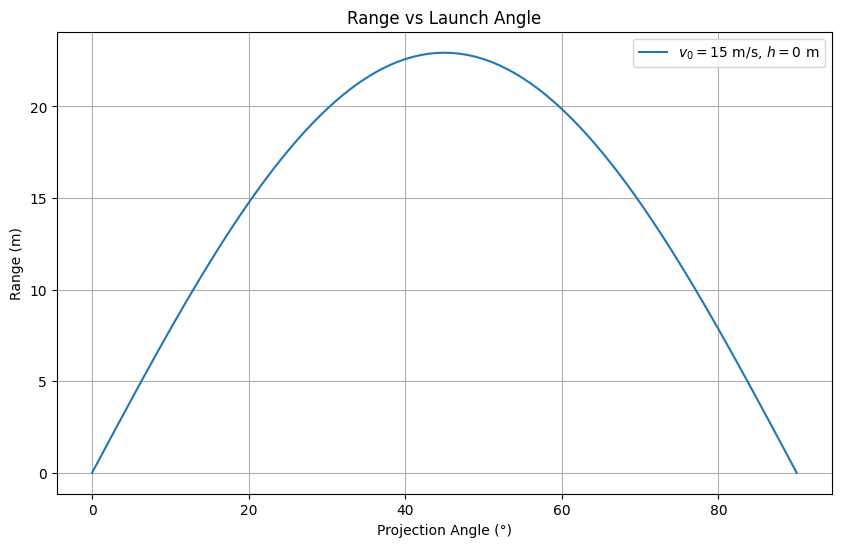 Range vs Launch Angle
v₀ = 15 m/s, h = 0 m
Range (m)
20
15
10
5
0
0 20 40 60 80
Projection Angle (°)